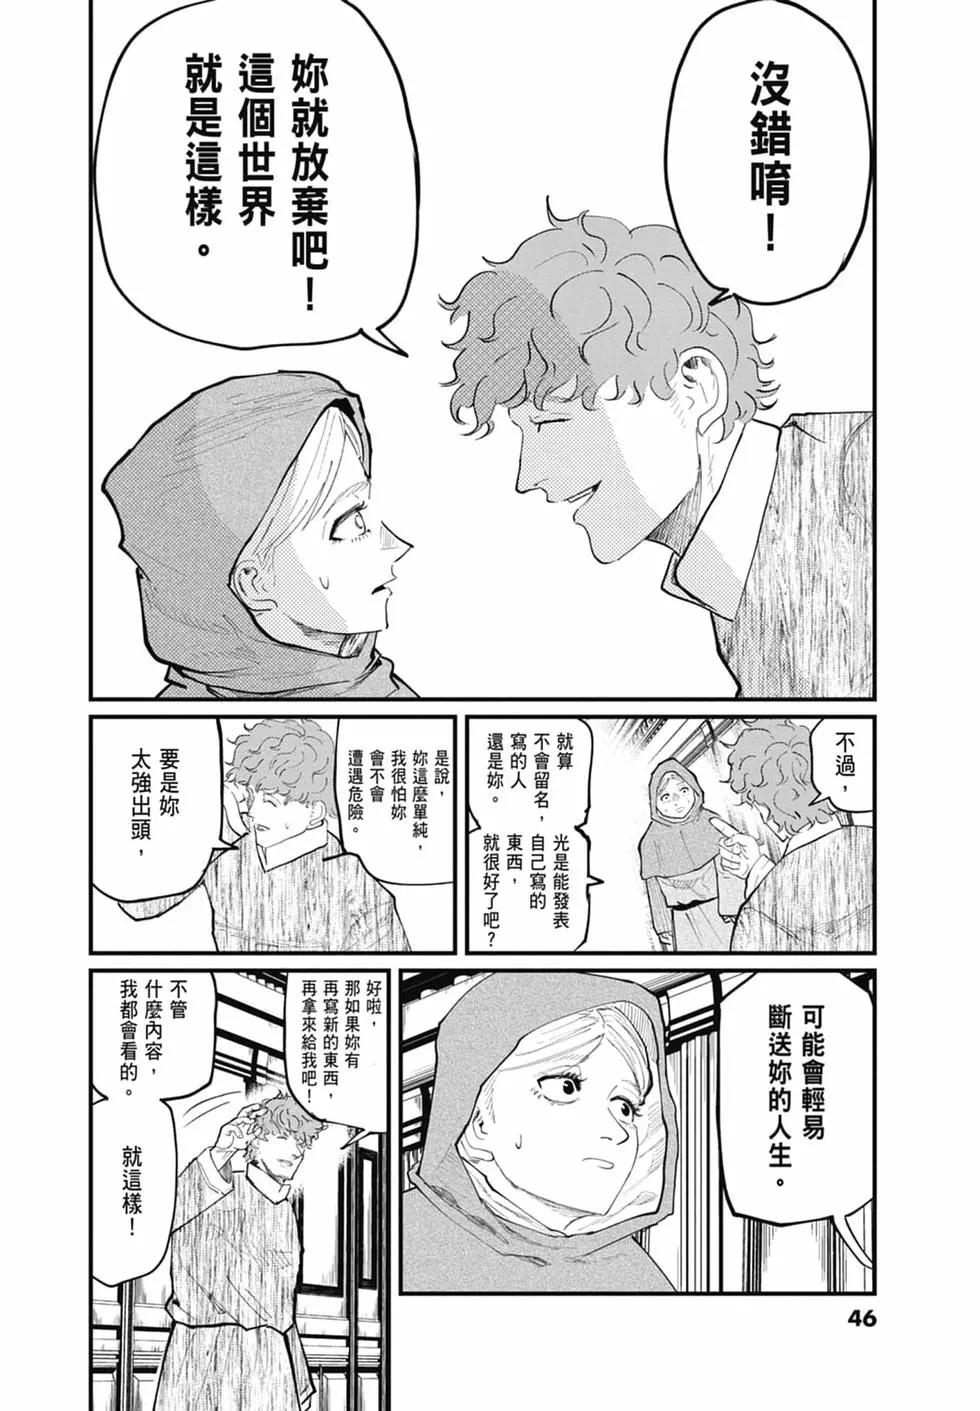 沒錯唷！
妳就放棄吧！
這個世界
就是這樣。
不過，
就算
不會留名，
寫的人
還是妳。
光是能發表
自己寫的
東西，
就很好了吧？
是說，
妳這麼單純，
我很怕妳
會不會
遭遇危險。
要是妳
太強出頭，
可能會輕易
斷送妳的人生。
好啦，
那如果妳有
再寫新的東西，
再拿來給我吧！
不管
什麼內容，
我都會看的。
就這樣！
46